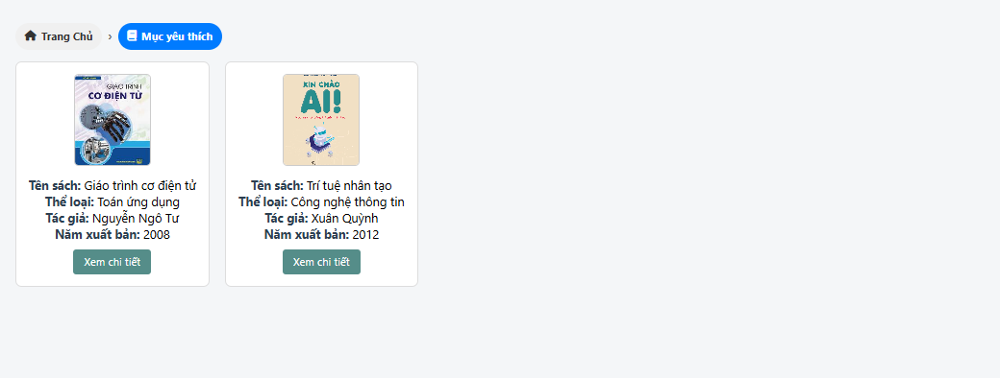 Trang Chủ › Mục yêu thích
GIÁO TRÌNH
CƠ ĐIỆN TỬ
XIN CHÀO
AI!
Tên sách: Giáo trình cơ điện tử
Thể loại: Toán ứng dụng
Tác giả: Nguyễn Ngô Tư
Năm xuất bản: 2008
Xem chi tiết
Tên sách: Trí tuệ nhân tạo
Thể loại: Công nghệ thông tin
Tác giả: Xuân Quỳnh
Năm xuất bản: 2012
Xem chi tiết